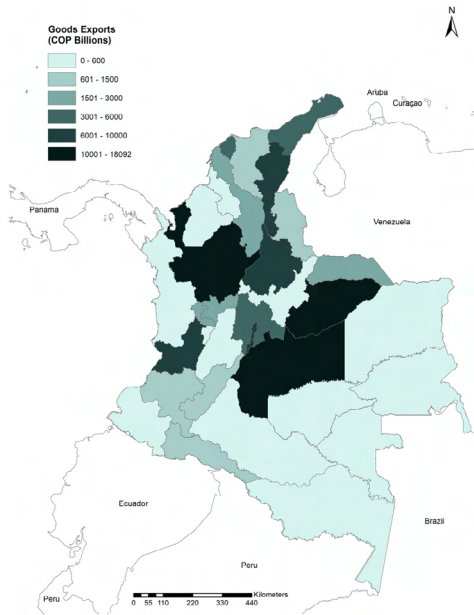 N
Goods Exports
(COP Billions)
0 - 600
601 - 1500
1501 - 3000
3001 - 6000
6001 - 10000
10001 - 18092
Aruba
Curaçao
Panama
Venezuela
Ecuador
Brazil
Peru
Peru
Kilometers
0 55 110 220 330 440